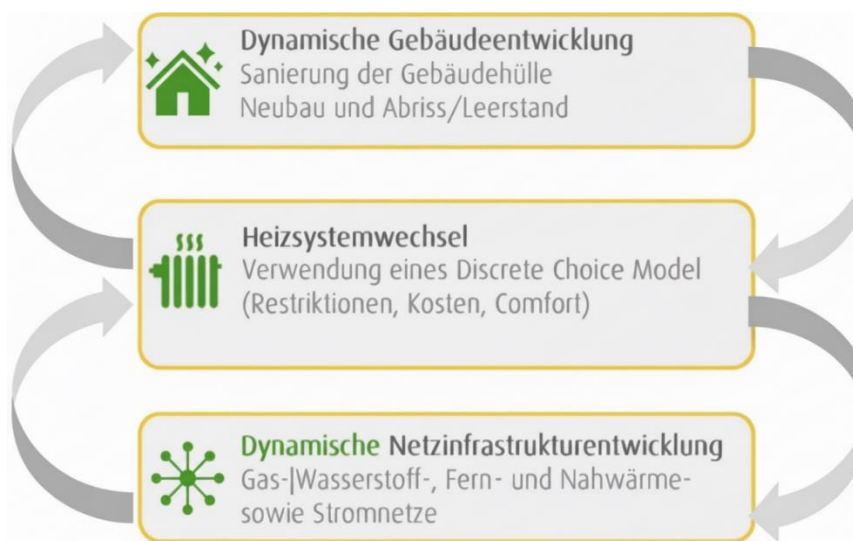 Dynamische Gebäudeentwicklung
Sanierung der Gebäudehülle
Neubau und Abriss/Leerstand
Heizsystemwechsel
Verwendung eines Discrete Choice Model
(Restriktionen, Kosten, Comfort)
Dynamische Netzinfrastrukturentwicklung
Gas-|Wasserstoff-, Fern- und Nahwärme-
sowie Stromnetze